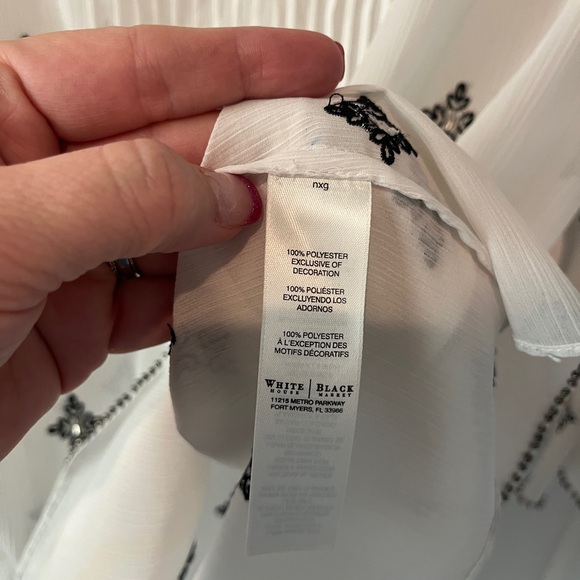 nxg
100% POLYESTER
EXCLUSIVE OF
DECORATION
100% POLIÉSTER
EXCLUYENDO LOS
ADORNOS
100% POLYESTER
À L'EXCEPTION DES
MOTIFS DÉCORATIFS
WHITE | BLACK
HOUSE | MARKET
11215 METRO PARKWAY
FORT MYERS, FL 33966